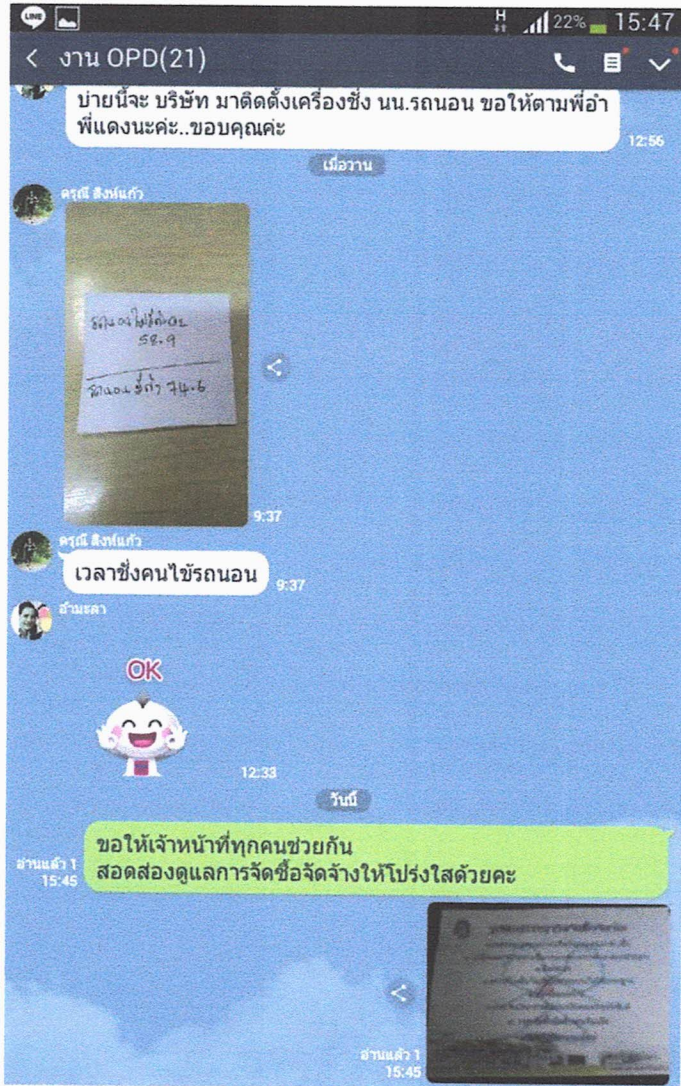 LINE
H 22% 15:47
งาน OPD(21)
บ่ายนี้จะ บริษัท มาติดตั้งเครื่องชั่ง นน.รถนอน ขอให้ตามพี่อำ
พี่แดงนะค่ะ..ขอบคุณค่ะ
12:56
เมื่อวาน
ดรุณี สิงห์แก้ว
58.9
รถนอน 74.6
9:37
ดรุณี สิงห์แก้ว
เวลาชั่งคนไข้รถนอน
9:37
อำมะลา
OK
12:33
วันนี้
ขอให้เจ้าหน้าที่ทุกคนช่วยกัน
สอดส่องดูแลการจัดซื้อจัดจ้างให้โปร่งใสด้วยคะ
อ่านแล้ว 1
15:45
อ่านแล้ว 1
15:45